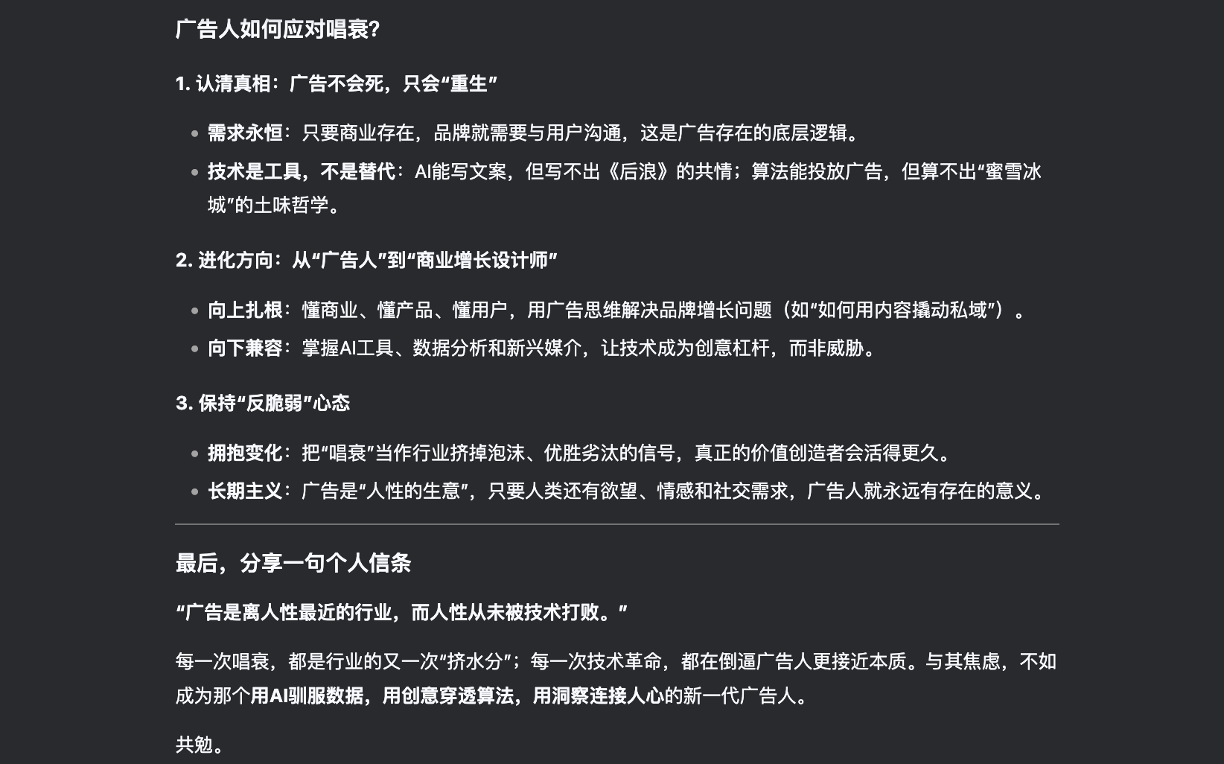 广告人如何应对唱衰？
1. 认清真相：广告不会死，只会“重生”
需求永恒：只要商业存在，品牌就需要与用户沟通，这是广告存在的底层逻辑。
技术是工具，不是替代：AI能写文案，但写不出《后浪》的共情；算法能投放广告，但算不出“蜜雪冰
城”的土味哲学。
2. 进化方向：从“广告人”到“商业增长设计师”
向上扎根：懂商业、懂产品、懂用户，用广告思维解决品牌增长问题（如“如何用内容撬动私域”）。
向下兼容：掌握AI工具、数据分析和新兴媒介，让技术成为创意杠杆，而非威胁。
3. 保持“反脆弱”心态
拥抱变化：把“唱衰”当作行业挤掉泡沫、优胜劣汰的信号，真正的价值创造者会活得更久。
长期主义：广告是“人性的生意”，只要人类还有欲望、情感和社交需求，广告人就永远有存在的意义。
最后，分享一句个人信条
“广告是离人性最近的行业，而人性从未被技术打败。”
每一次唱衰，都是行业的又一次“挤水分”；每一次技术革命，都在倒逼广告人更接近本质。与其焦虑，不如
成为那个用AI驯服数据，用创意穿透算法，用洞察连接人心的新一代广告人。
共勉。